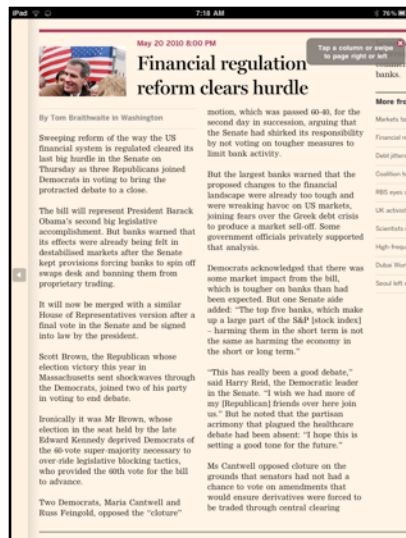 iPad
7:18 AM
76%
May 20 2010 8:00 PM
Financial regulation
reform clears hurdle
Tap a column or swipe
to page right or left
banks.
By Tom Braithwaite in Washington
Sweeping reform of the way the US
financial system is regulated cleared its
last big hurdle in the Senate on
Thursday as three Republicans joined
Democrats in voting to bring the
protracted debate to a close.
The bill will represent President Barack
Obama's second big legislative
accomplishment. But banks warned that
its effects were already being felt in
destabilised markets after the Senate
kept provisions forcing banks to spin off
swaps desk and banning them from
proprietary trading.
It will now be merged with a similar
House of Representatives version after a
final vote in the Senate and be signed
into law by the president.
Scott Brown, the Republican whose
election victory this year in
Massachusetts sent shockwaves through
the Democrats, joined two of his party
in voting to end debate.
Ironically it was Mr Brown, whose
election in the seat held by the late
Edward Kennedy deprived Democrats of
the 60-vote super-majority necessary to
over-ride legislative blocking tactics,
who provided the 60th vote for the bill
to advance.
Two Democrats, Maria Cantwell and
Russ Feingold, opposed the "cloture"
motion, which was passed 60-40, for the
second day in succession, arguing that
the Senate had shirked its responsibility
by not voting on tougher measures to
limit bank activity.
But the largest banks warned that the
proposed changes to the financial
landscape were already too tough and
were wreaking havoc on US markets,
joining fears over the Greek debt crisis
to produce a market sell-off. Some
government officials privately supported
that analysis.
Democrats acknowledged that there was
some market impact from the bill,
which is tougher on banks than had
been expected. But one Senate aide
added: "The top five banks, which make
up a large part of the S&P [stock index]
– harming them in the short term is not
the same as harming the economy in
the short or long term."
"This has really been a good debate,"
said Harry Reid, the Democratic leader
in the Senate. "I wish we had more of
my [Republican] friends over here join
us." But he noted that the partisan
acrimony that plagued the healthcare
debate had been absent: "I hope this is
setting a good tone for the future."
Ms Cantwell opposed cloture on the
grounds that senators had not had a
chance to vote on amendments that
would ensure derivatives were forced to
be traded through central clearing
More fro
Markets ta
Financial r
Debt jitters
Coalition b
RBS eyes s
UK activist
Scientists c
High-frequ
Dubai Wor
Seoul left c